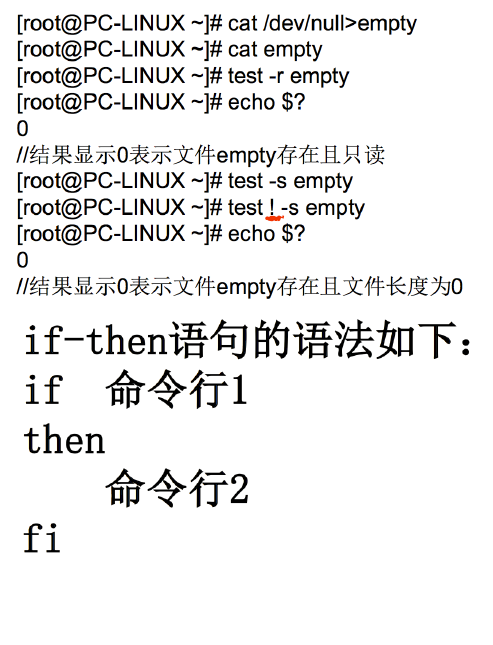 [root@PC-LINUX ~]# cat /dev/null>empty
[root@PC-LINUX ~]# cat empty
[root@PC-LINUX ~]# test -r empty
[root@PC-LINUX ~]# echo $?
0
//结果显示0表示文件empty存在且只读
[root@PC-LINUX ~]# test -s empty
[root@PC-LINUX ~]# test ! -s empty
[root@PC-LINUX ~]# echo $?
0
//结果显示0表示文件empty存在且文件长度为0
if-then语句的语法如下：
if 命令行1
then
命令行2
fi